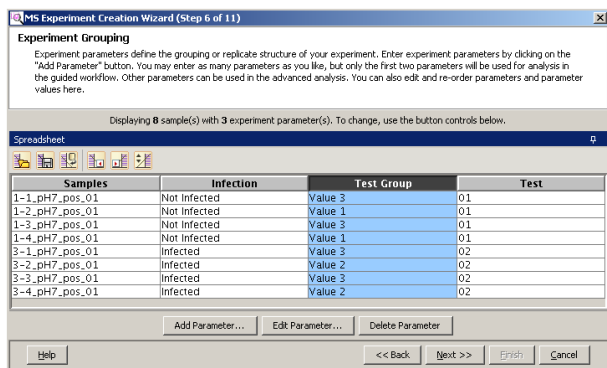 MS Experiment Creation Wizard (Step 6 of 11)
Experiment Grouping
Experiment parameters define the grouping or replicate structure of your experiment. Enter experiment parameters by clicking on the
"Add Parameter" button. You may enter as many parameters as you like, but only the first two parameters will be used for analysis in
the guided workflow. Other parameters can be used in the advanced analysis. You can also edit and re-order parameters and parameter
values here.
Displaying 8 sample(s) with 3 experiment parameter(s). To change, use the button controls below.
Spreadsheet
Samples Infection Test Group Test
1-1_pH7_pos_01 Not Infected Value 3 01
1-2_pH7_pos_01 Not Infected Value 1 01
1-3_pH7_pos_01 Not Infected Value 3 01
1-4_pH7_pos_01 Not Infected Value 1 01
3-1_pH7_pos_01 Infected Value 3 02
3-2_pH7_pos_01 Infected Value 2 02
3-3_pH7_pos_01 Infected Value 3 02
3-4_pH7_pos_01 Infected Value 2 02
Add Parameter... Edit Parameter... Delete Parameter
Help << Back Next >> Finish Cancel